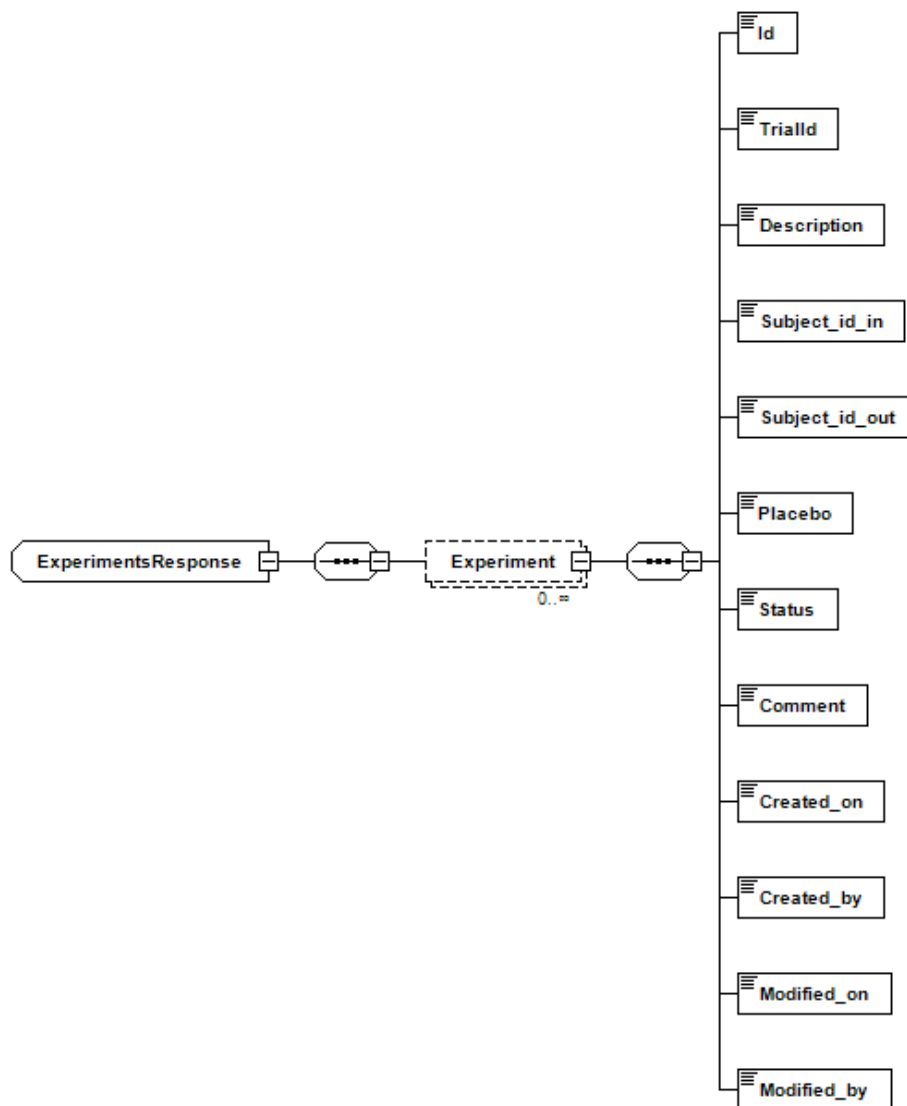 Id
TrialId
Description
Subject_id_in
Subject_id_out
Placebo
ExperimentsResponse
Experiment
0..∞
Status
Comment
Created_on
Created_by
Modified_on
Modified_by